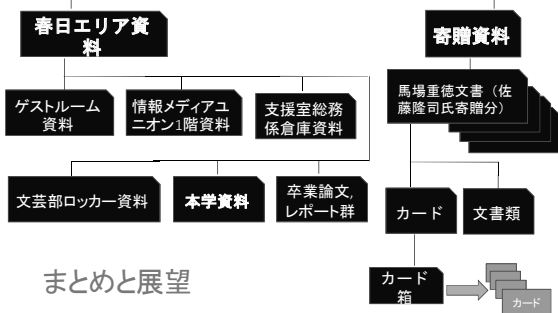 春日エリア資
料
寄贈資料
ゲストルーム
資料
情報メディアユ
ニオン1階資料
支援室総務
係倉庫資料
馬場重徳文書（佐
藤隆司氏寄贈分）
文芸部ロッカー資料
本学資料
卒業論文,
レポート群
カード
文書類
まとめと展望
カード
箱
カード